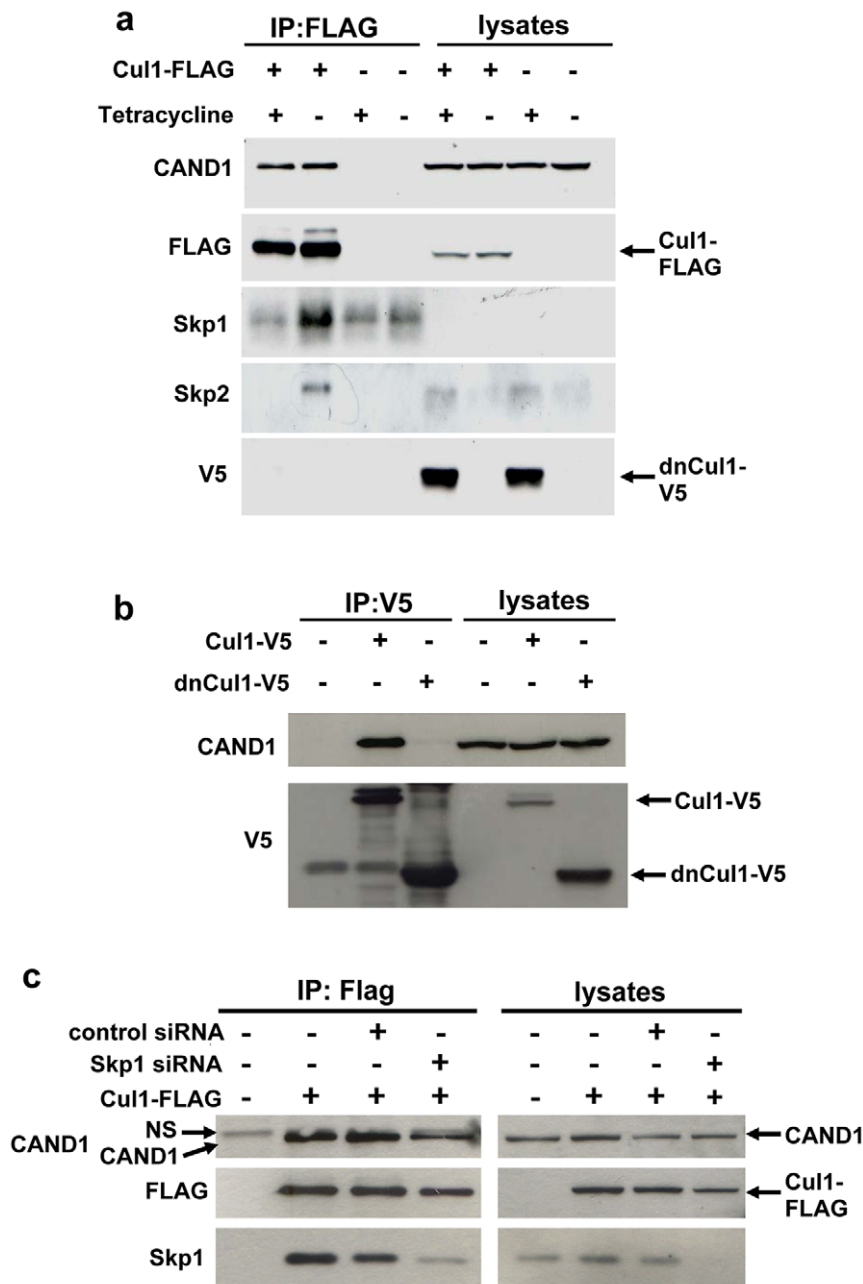 a
IP:FLAG lysates
Cul1-FLAG + + - - + + - -
Tetracycline + - + - + - + -
CAND1
FLAG Cul1-
FLAG
Skp1
Skp2
V5 dnCul1-
V5
b
IP:V5 lysates
Cul1-V5 - + - - + -
dnCul1-V5 - - + - - +
CAND1
Cul1-V5
V5
dnCul1-V5
c
IP: Flag lysates
control siRNA - - + - - - + -
Skp1 siRNA - - - + - - - +
Cul1-FLAG - + + + - + + +
CAND1 NS CAND1
CAND1
FLAG Cul1-
FLAG
Skp1